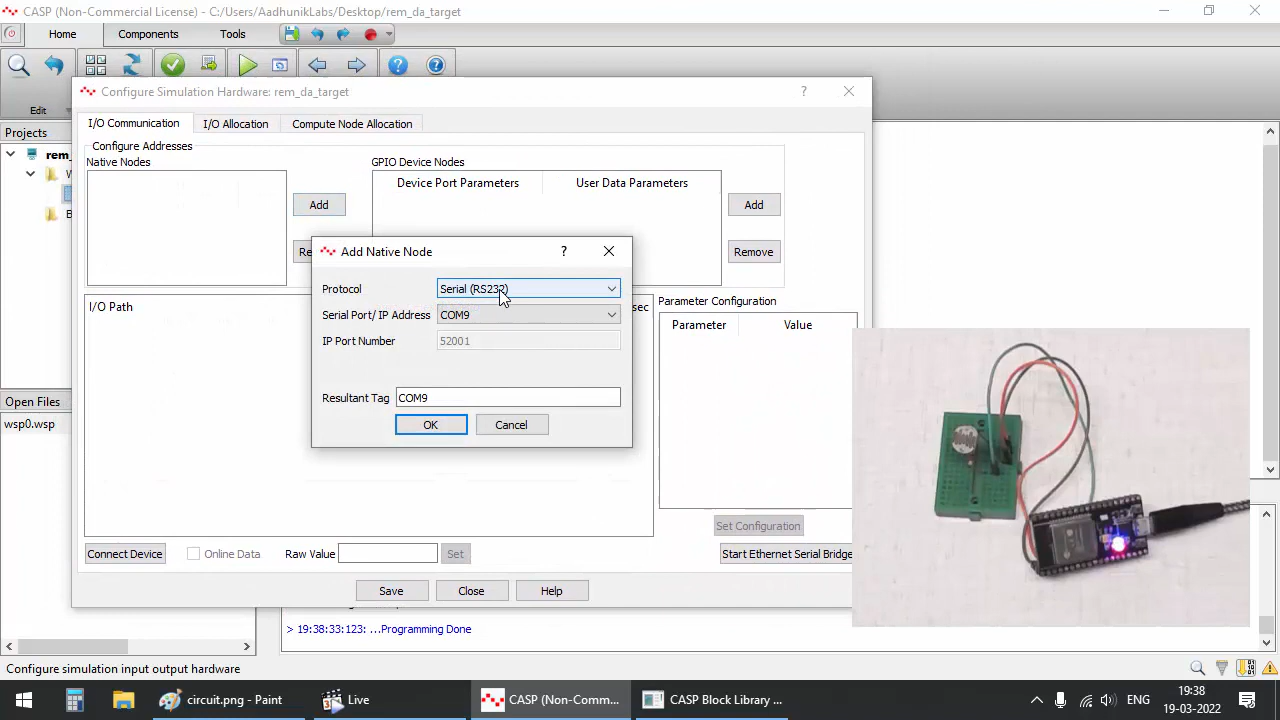 CASP (Non-Commercial License) - C:/Users/AadhunikLabs/Desktop/rem_da_target
Home Components Tools
Edit
Configure Simulation Hardware: rem_da_target
?
I/O Communication I/O Allocation Compute Node Allocation
Projects
rem_
W
B
Configure Addresses
Native Nodes GPIO Device Nodes
Device Port Parameters User Data Parameters
Add Add
Re Remove
Add Native Node ?
Protocol Serial (RS232)
Serial Port/ IP Address COM9
IP Port Number 52001
Resultant Tag COM9
OK Cancel
I/O Path sec
Parameter Configuration
Parameter Value
Set Configuration
Open Files
wsp0.wsp
Connect Device Online Data Raw Value Set Start Ethernet Serial Bridge
Save Close Help
> 19:38:33:123: ...Programming Done
Configure simulation input output hardware
circuit.png - Paint Live CASP (Non-Comm... CASP Block Library ... ENG 19:38
19-03-2022